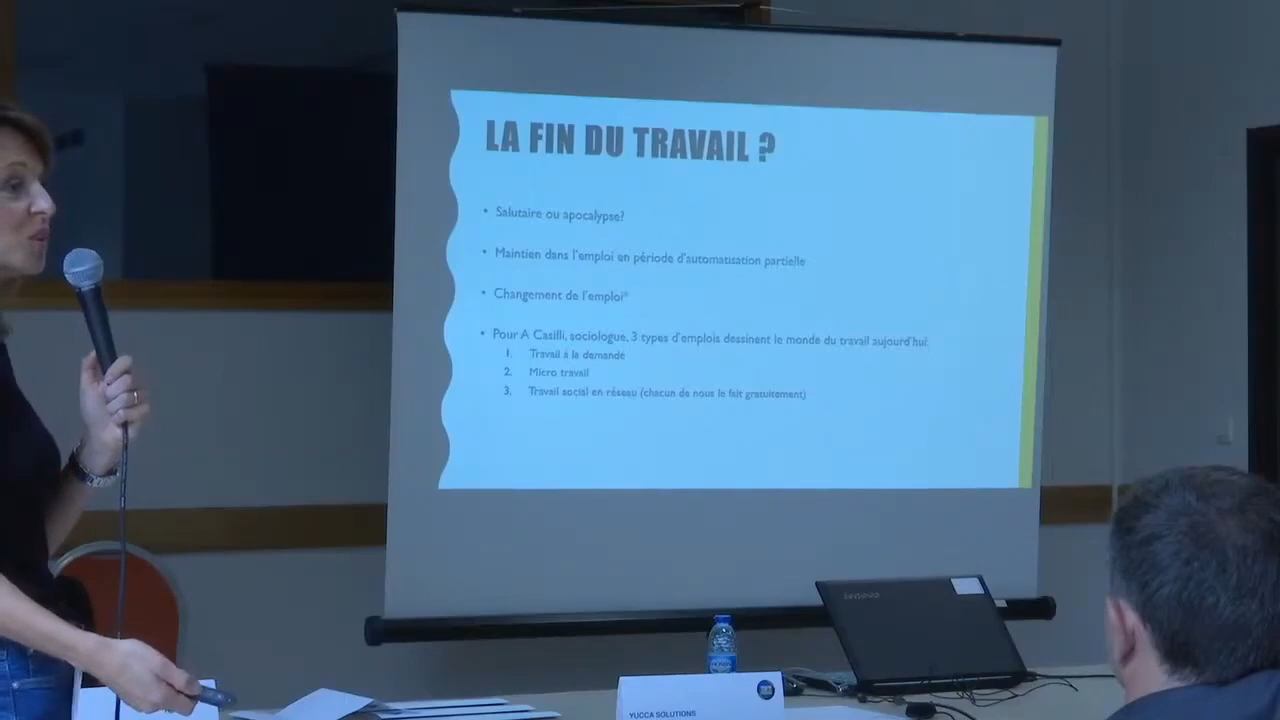 LA FIN DU TRAVAIL ?
• Salutaire ou apocalypse?
• Maintien dans l'emploi en période d'automatisation partielle
• Changement de l'emploi*
• Pour A Casilli, sociologue, 3 types d'emplois dessinent le monde du travail aujourd'hui:
1. Travail à la demande
2. Micro travail
3. Travail social en réseau (chacun de nous le fait gratuitement)
lenovo
YUCCA SOLUTIONS